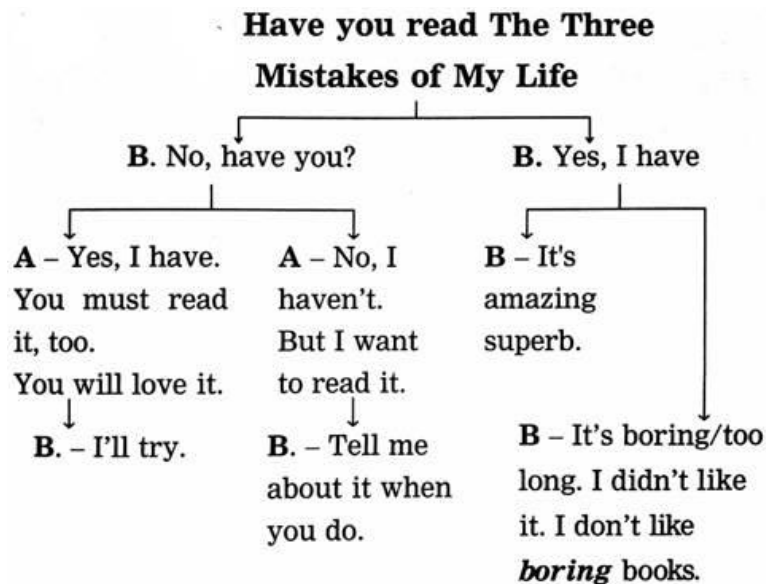 Have you read The Three
Mistakes of My Life
B. No, have you?
B. Yes, I have
A – Yes, I have.
You must read
it, too.
You will love it.
B. – I'll try.
A – No, I
haven't.
But I want
to read it.
B. – Tell me
about it when
you do.
B – It's
amazing
superb.
B – It's boring/too
long. I didn't like
it. I don't like
boring books.